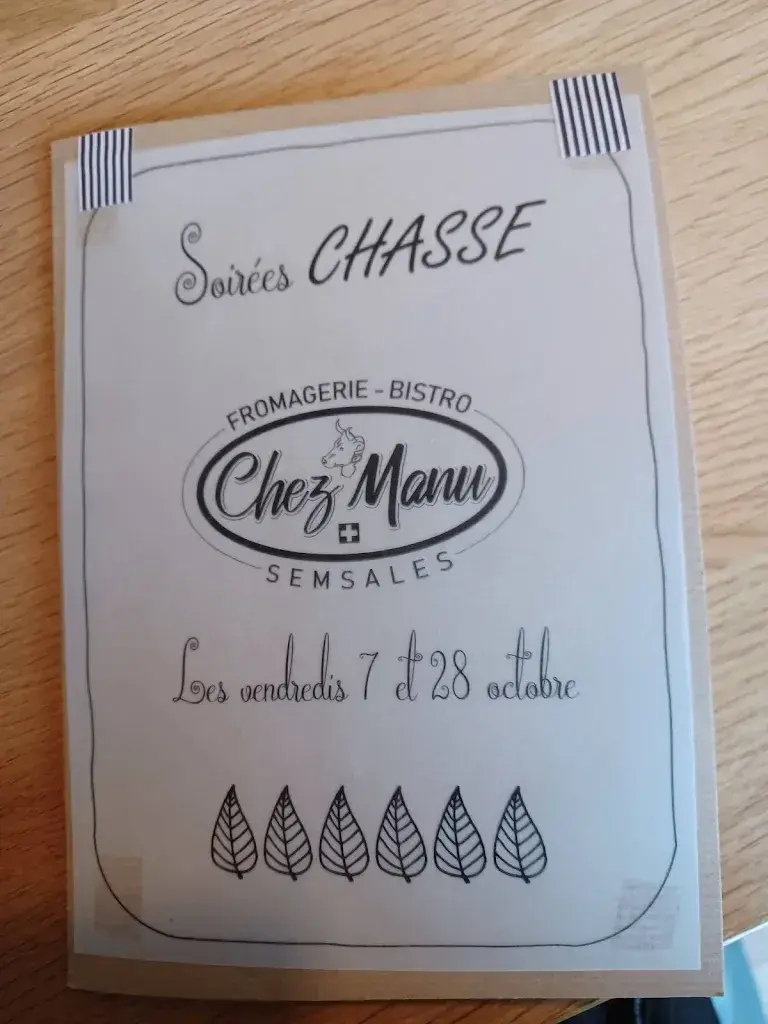 Soirées CHASSE
FROMAGERIE - BISTRO
Chez Manu
SEMSALES
Les vendredis 7 et 28 octobre